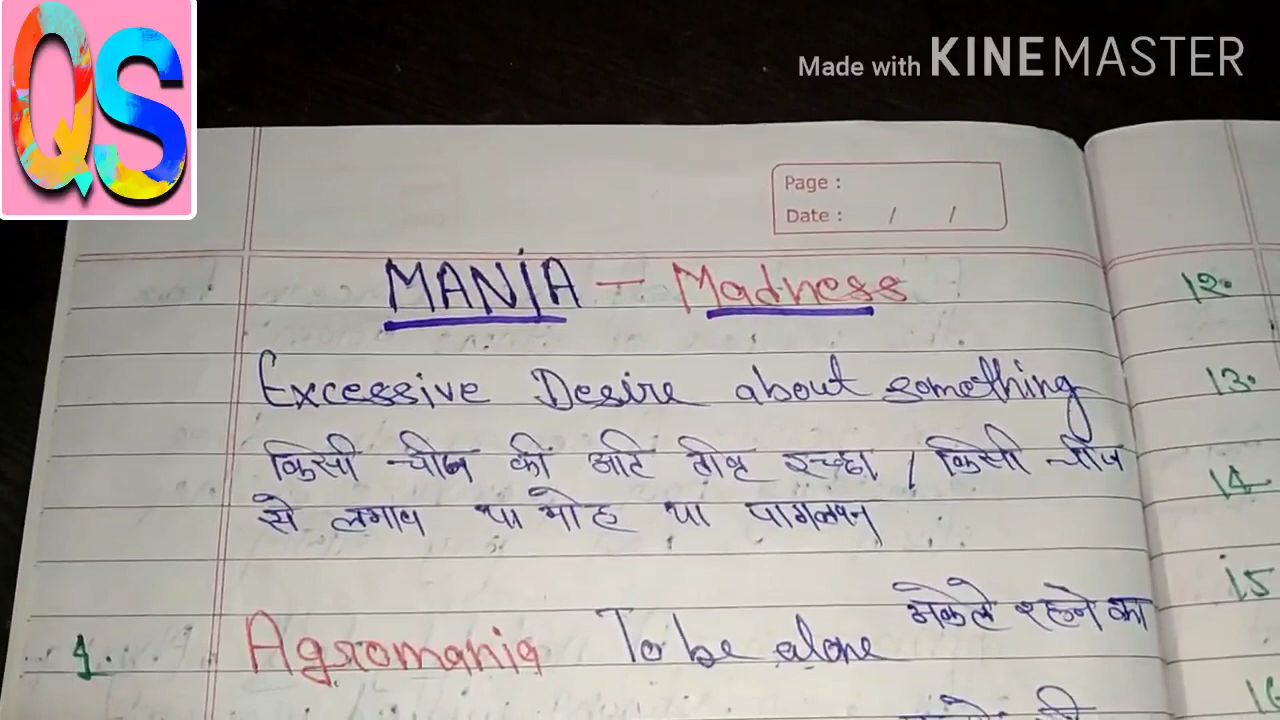 QS
Made with KINEMASTER
Page :
Date : / /
MANIA - Madness
Excessive Desire about something
किसी चीज की अति तीव्र इच्छा / किसी चीज
से लगाव या मोह या पागलपन
1. Agromania To be alone अकेले रहने का
12.
13.
14
15
16